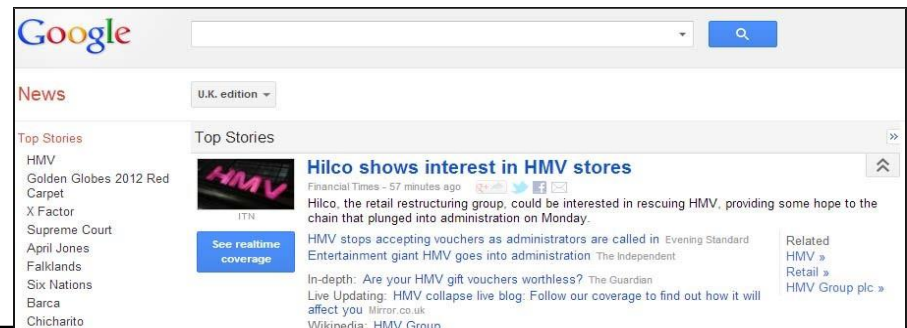 Google
News
U.K. edition
Top Stories
HMV
Golden Globes 2012 Red
Carpet
X Factor
Supreme Court
April Jones
Falklands
Six Nations
Barca
Chicharito
Top Stories
»
HMV
ITN
See realtime
coverage
Hilco shows interest in HMV stores
Financial Times - 57 minutes ago
Hilco, the retail restructuring group, could be interested in rescuing HMV, providing some hope to the
chain that plunged into administration on Monday.
HMV stops accepting vouchers as administrators are called in Evening Standard
Entertainment giant HMV goes into administration The Independent
In-depth: Are your HMV gift vouchers worthless? The Guardian
Live Updating: HMV collapse live blog: Follow our coverage to find out how it will
affect you Mirror.co.uk
Wikipedia: HMV Group
Related
HMV »
Retail »
HMV Group plc »